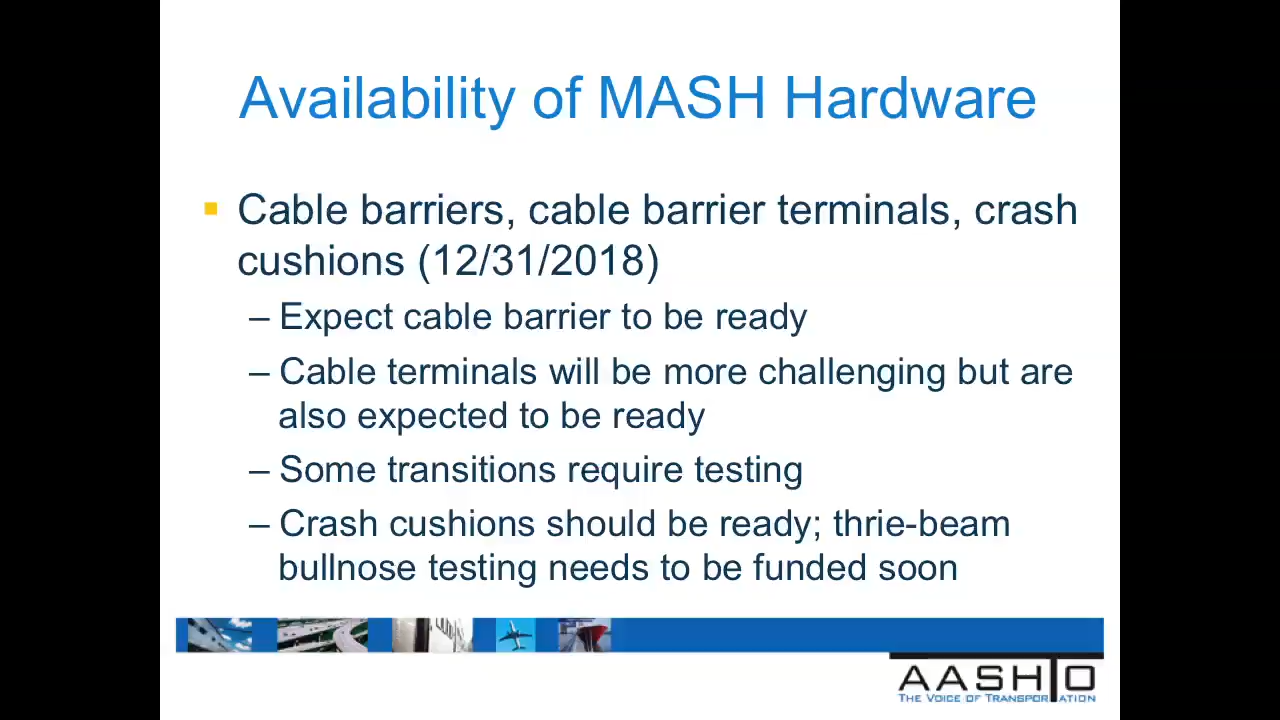 Availability of MASH Hardware
Cable barriers, cable barrier terminals, crash
cushions (12/31/2018)
– Expect cable barrier to be ready
– Cable terminals will be more challenging but are
also expected to be ready
– Some transitions require testing
– Crash cushions should be ready; thrie-beam
bullnose testing needs to be funded soon
AASHTO
THE VOICE OF TRANSPORTATION